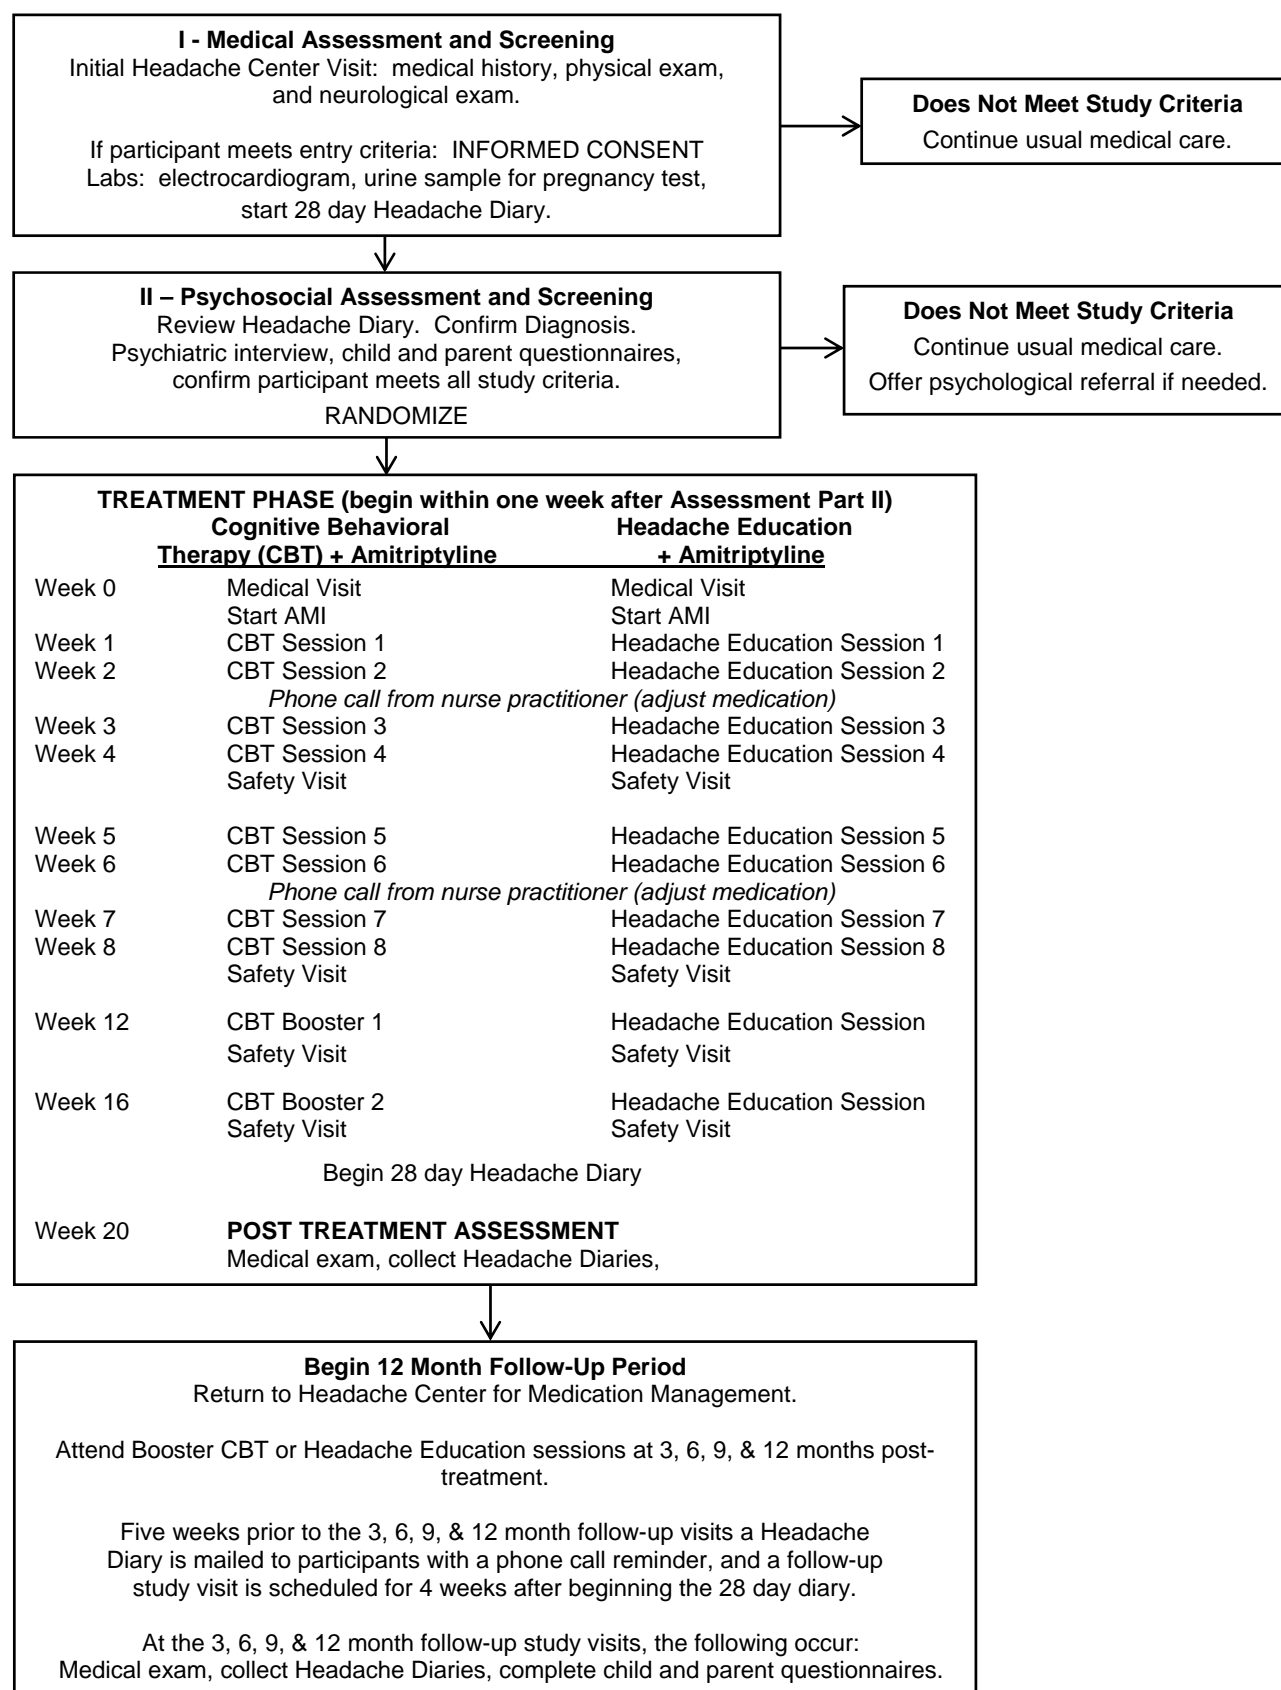 I - Medical Assessment and Screening
Initial Headache Center Visit:  medical history, physical exam,
and neurological exam.
If participant meets entry criteria:  INFORMED CONSENT
Labs:  electrocardiogram, urine sample for pregnancy test,
start 28 day Headache Diary.
Does Not Meet Study Criteria
Continue usual medical care.
II – Psychosocial Assessment and Screening
Review Headache Diary.  Confirm Diagnosis.
Psychiatric interview, child and parent questionnaires,
confirm participant meets all study criteria.
RANDOMIZE
Does Not Meet Study Criteria
Continue usual medical care.
Offer psychological referral if needed.
TREATMENT PHASE (begin within one week after Assessment Part II)
Cognitive Behavioral Headache Education
Therapy (CBT) + Amitriptyline + Amitriptyline
Week 0 Medical Visit Medical Visit
Start AMI Start AMI
Week 1 CBT Session 1 Headache Education Session 1
Week 2 CBT Session 2 Headache Education Session 2
Phone call from nurse practitioner (adjust medication)
Week 3 CBT Session 3 Headache Education Session 3
Week 4 CBT Session 4 Headache Education Session 4
Safety Visit Safety Visit
Week 5 CBT Session 5 Headache Education Session 5
Week 6 CBT Session 6 Headache Education Session 6
Phone call from nurse practitioner (adjust medication)
Week 7 CBT Session 7 Headache Education Session 7
Week 8 CBT Session 8 Headache Education Session 8
Safety Visit Safety Visit
Week 12 CBT Booster 1 Headache Education Session
Safety Visit Safety Visit
Week 16 CBT Booster 2 Headache Education Session
Safety Visit Safety Visit
Begin 28 day Headache Diary
Week 20 POST TREATMENT ASSESSMENT
Medical exam, collect Headache Diaries,
Begin 12 Month Follow-Up Period
Return to Headache Center for Medication Management.
Attend Booster CBT or Headache Education sessions at 3, 6, 9, & 12 months post-
treatment.
Five weeks prior to the 3, 6, 9, & 12 month follow-up visits a Headache
Diary is mailed to participants with a phone call reminder, and a follow-up
study visit is scheduled for 4 weeks after beginning the 28 day diary.
At the 3, 6, 9, & 12 month follow-up study visits, the following occur:
Medical exam, collect Headache Diaries, complete child and parent questionnaires.